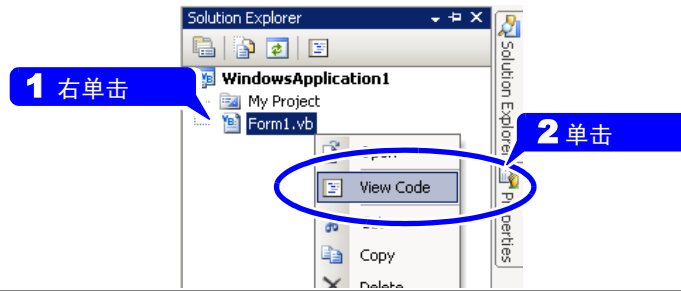 Solution Explorer
WindowsApplication1
1 右单击
My Project
Form1.vb
Solution Explorer
2 单击
Open
View Code
Copy
Delete
Properties